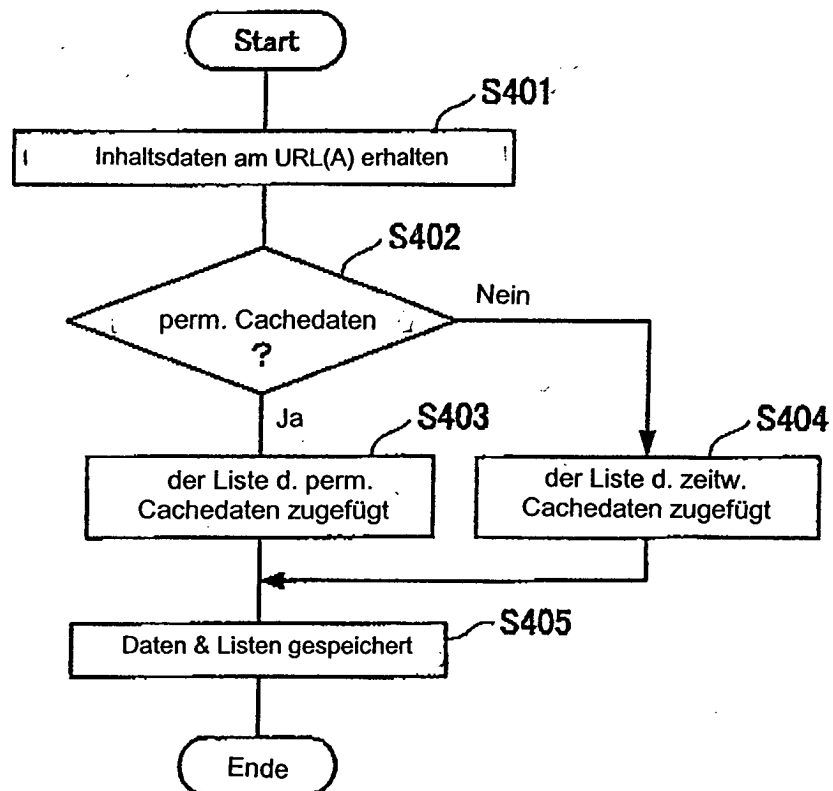 Start
S401
Inhaltsdaten am URL(A) erhalten
S402
perm. Cachedaten
?
Nein
Ja
S403
der Liste d. perm.
Cachedaten zugefügt
S404
der Liste d. zeitw.
Cachedaten zugefügt
S405
Daten & Listen gespeichert
Ende